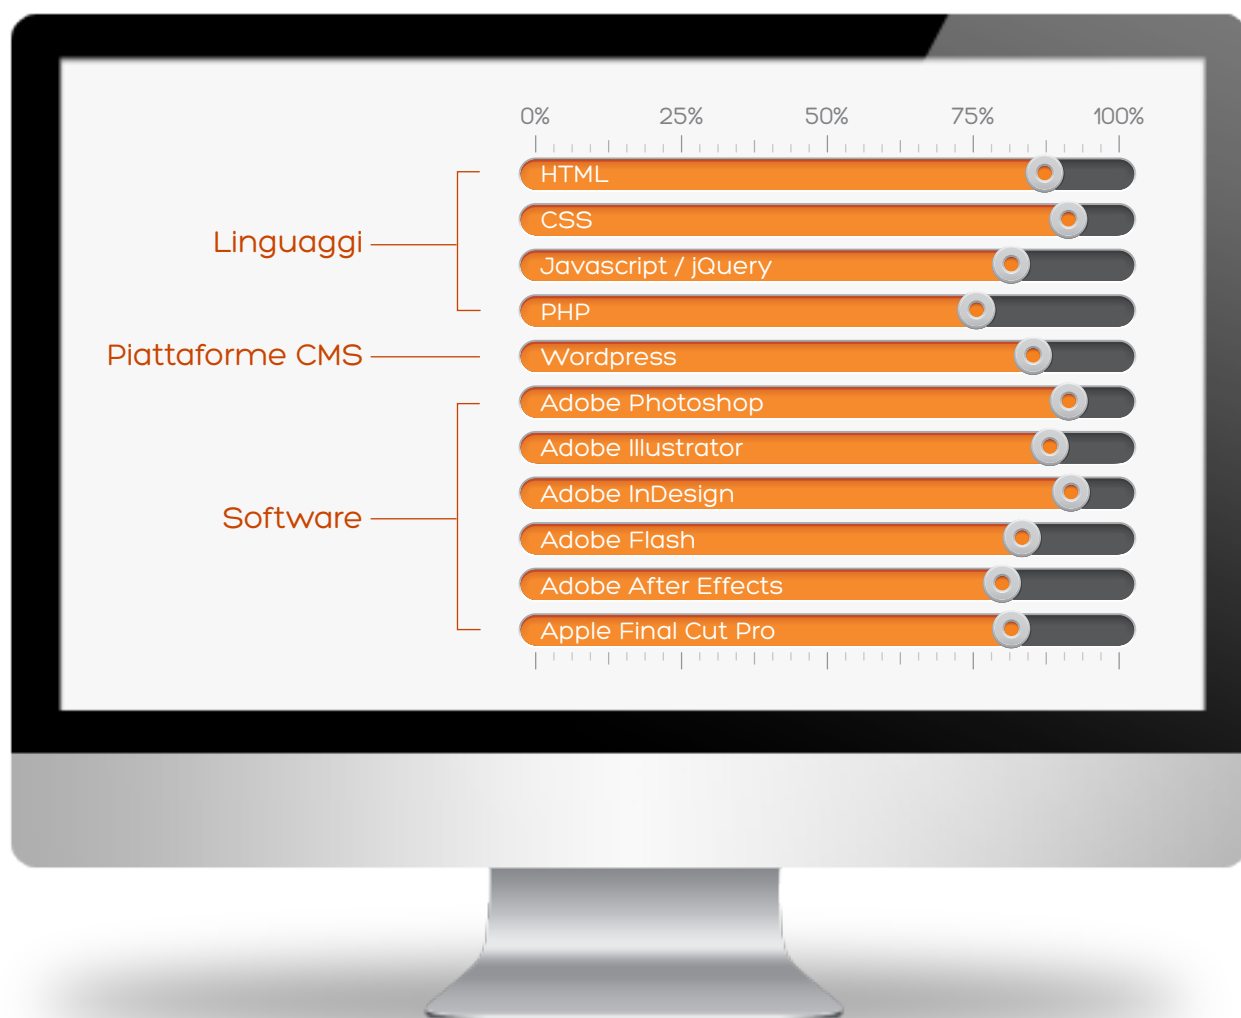 0% 25% 50% 75% 100%
HTML
CSS
Linguaggi
Javascript / jQuery
PHP
Piattaforme CMS
Wordpress
Adobe Photoshop
Adobe Illustrator
Adobe InDesign
Software
Adobe Flash
Adobe After Effects
Apple Final Cut Pro